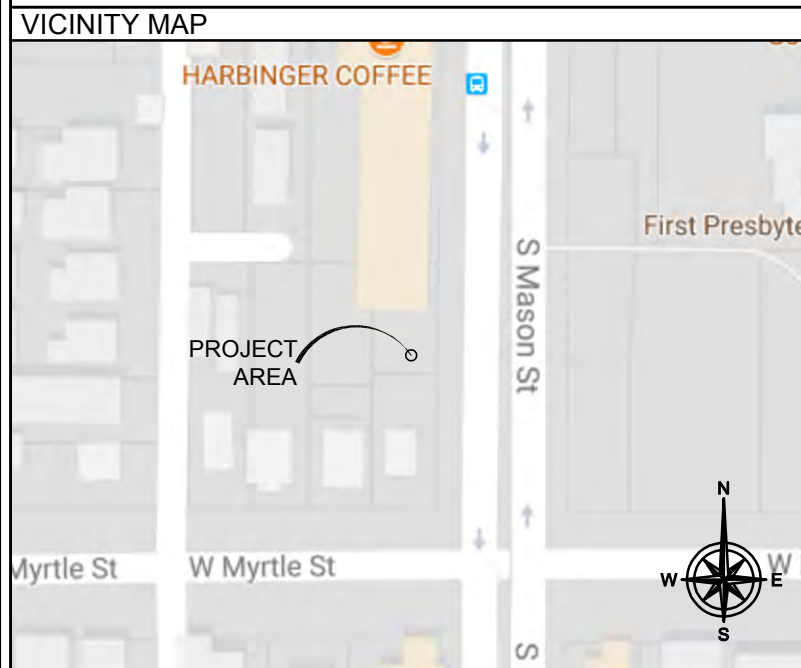 VICINITY MAP
HARBINGER COFFEE
First Presbyte
S Mason St
PROJECT
AREA
N
Myrtle St
W Myrtle St
W
E
W
S
S